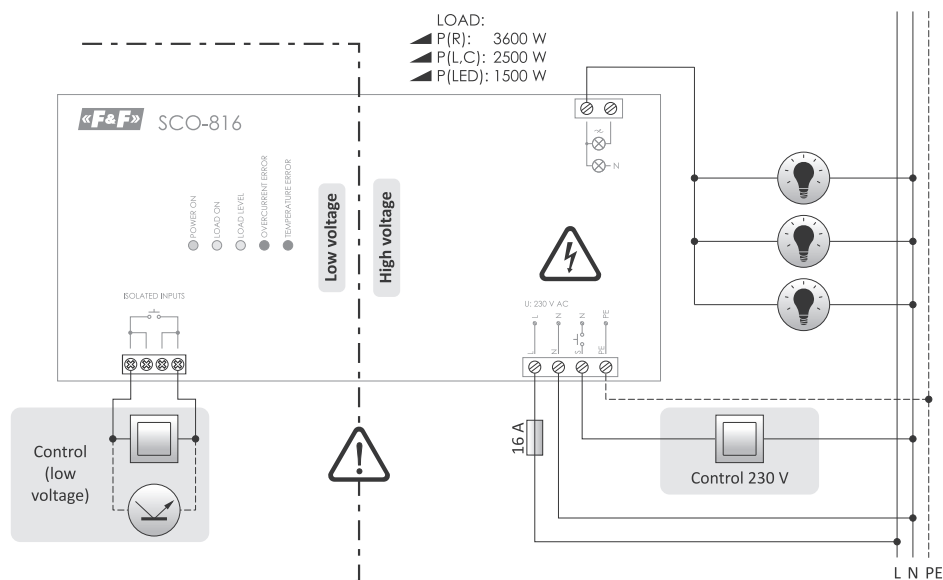 LOAD:
P(R): 3600 W
P(L,C): 2500 W
P(LED): 1500 W
«F&F» SCO-816
POWER ON
LOAD ON
LOAD LEVEL
OVERCURRENT ERROR
TEMPERATURE ERROR
Low voltage
High voltage
N
ISOLATED INPUTS
U: 230 V AC
L N N PE
L N S PE
16 A
Control
(low
voltage)
Control 230 V
L N PE